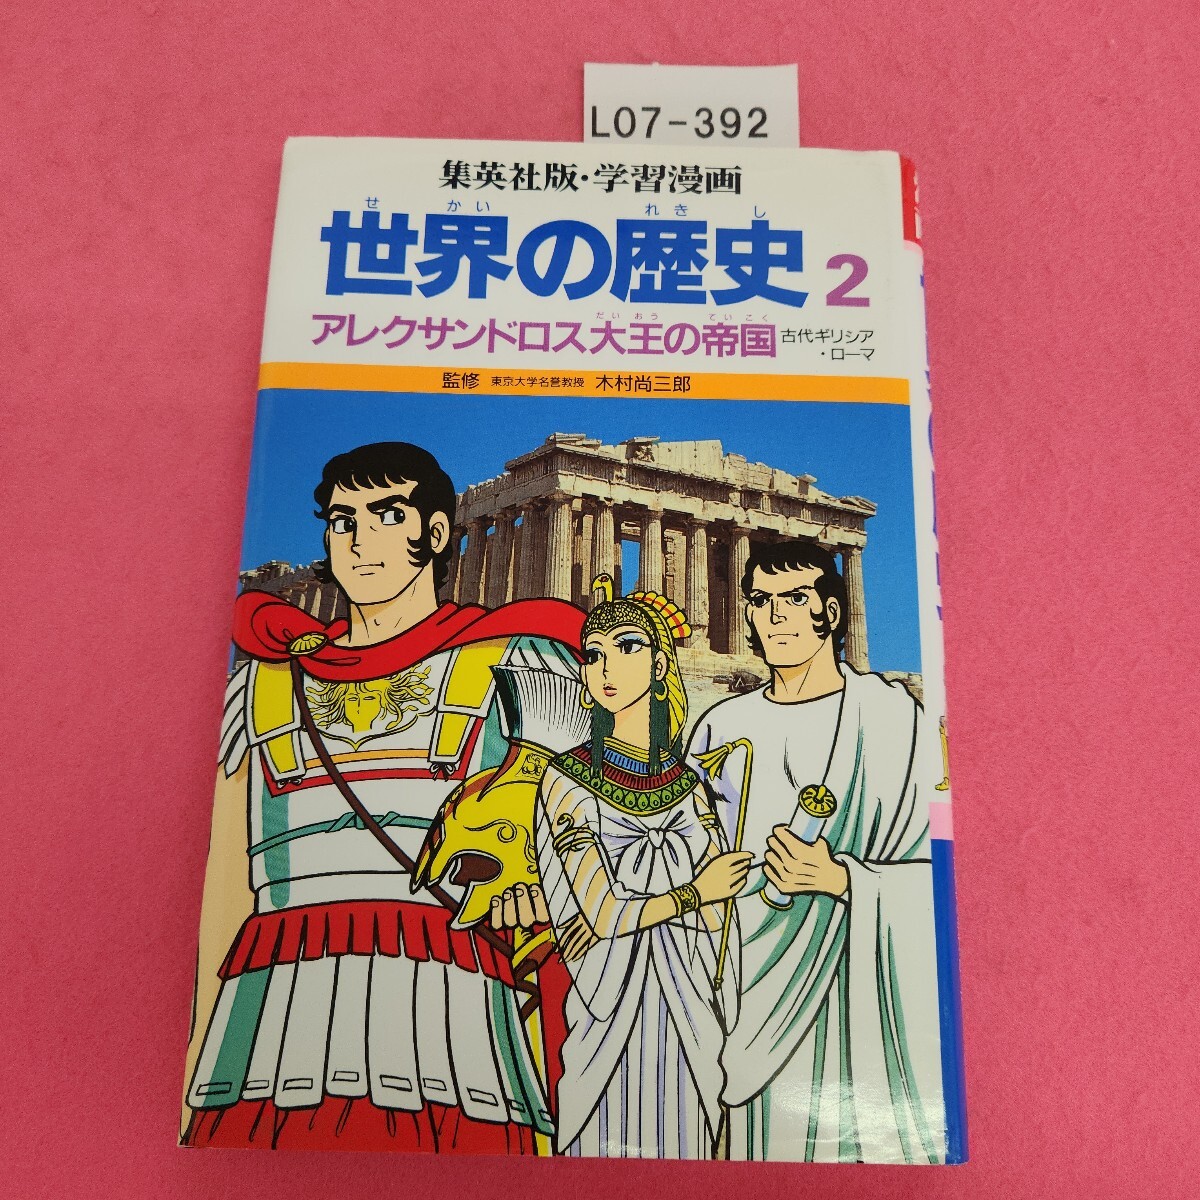 L07-392
集英社版・学習漫画
せかい れきし
世界の歴史 2
だいおう ていこく
アレクサンドロス大王の帝国 古代ギリシア
・ローマ
監修 東京大学名誉教授 木村尚三郎